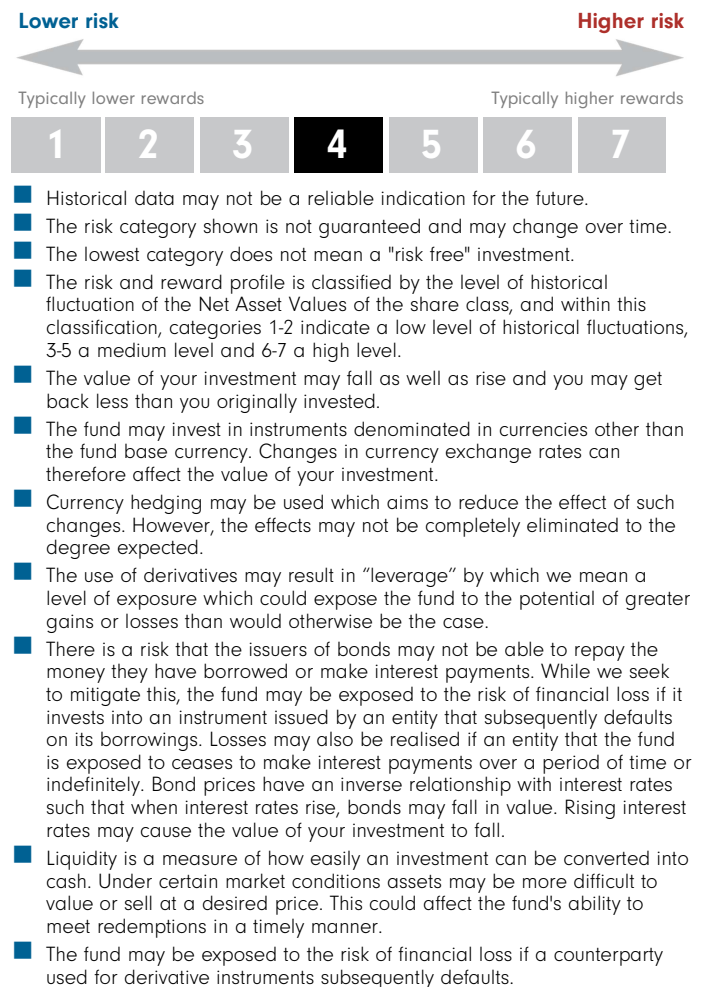 Lower risk Higher risk
Typically lower rewards Typically higher rewards
1 2 3 4 5 6 7
Historical data may not be a reliable indication for the future.
The risk category shown is not guaranteed and may change over time.
The lowest category does not mean a "risk free" investment.
The risk and reward profile is classified by the level of historical
fluctuation of the Net Asset Values of the share class, and within this
classification, categories 1-2 indicate a low level of historical fluctuations,
3-5 a medium level and 6-7 a high level.
The value of your investment may fall as well as rise and you may get
back less than you originally invested.
The fund may invest in instruments denominated in currencies other than
the fund base currency. Changes in currency exchange rates can
therefore affect the value of your investment.
Currency hedging may be used which aims to reduce the effect of such
changes. However, the effects may not be completely eliminated to the
degree expected.
The use of derivatives may result in “leverage” by which we mean a
level of exposure which could expose the fund to the potential of greater
gains or losses than would otherwise be the case.
There is a risk that the issuers of bonds may not be able to repay the
money they have borrowed or make interest payments. While we seek
to mitigate this, the fund may be exposed to the risk of financial loss if it
invests into an instrument issued by an entity that subsequently defaults
on its borrowings. Losses may also be realised if an entity that the fund
is exposed to ceases to make interest payments over a period of time or
indefinitely. Bond prices have an inverse relationship with interest rates
such that when interest rates rise, bonds may fall in value. Rising interest
rates may cause the value of your investment to fall.
Liquidity is a measure of how easily an investment can be converted into
cash. Under certain market conditions assets may be more difficult to
value or sell at a desired price. This could affect the fund's ability to
meet redemptions in a timely manner.
The fund may be exposed to the risk of financial loss if a counterparty
used for derivative instruments subsequently defaults.